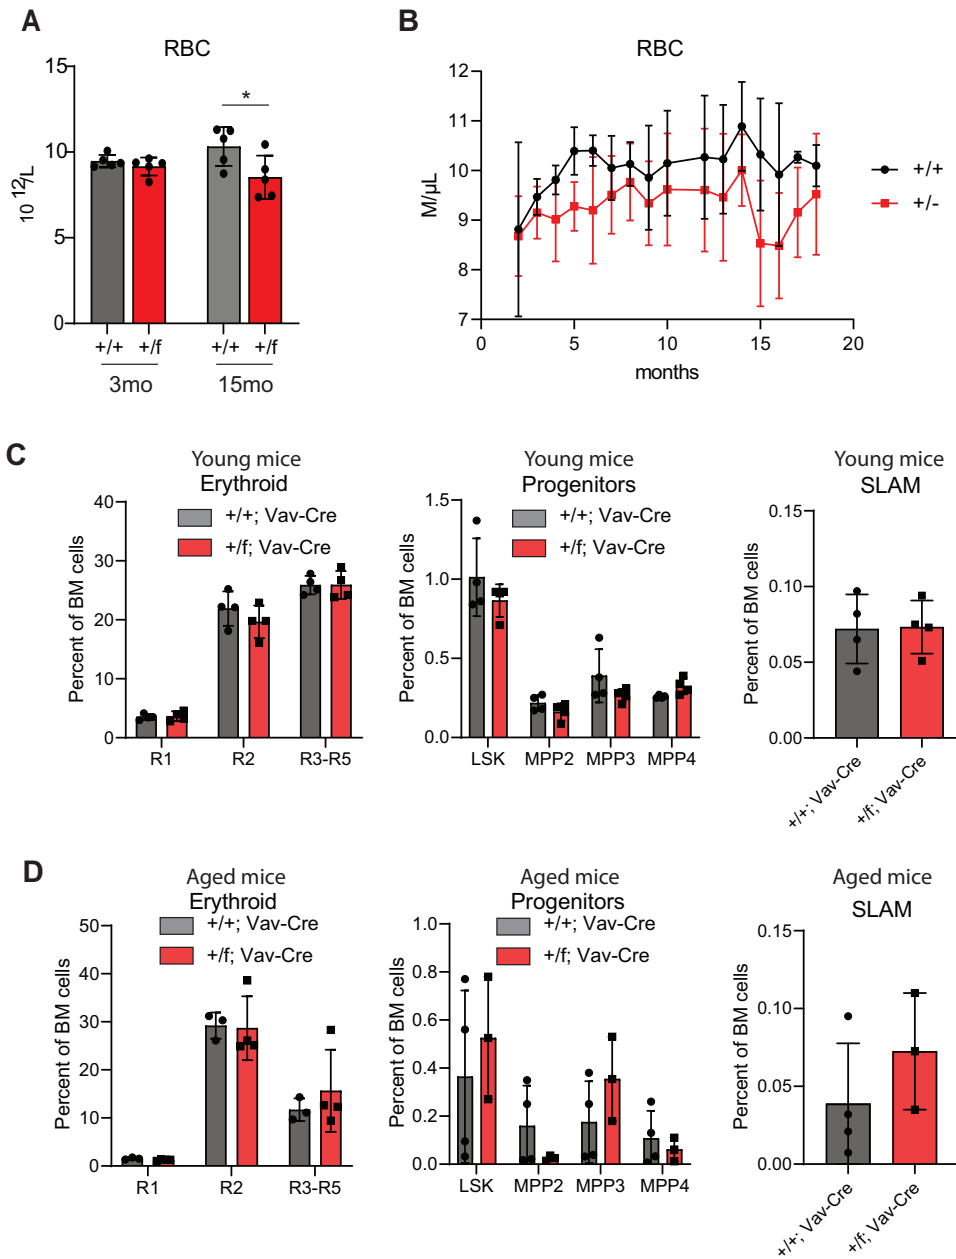 A
RBC
10 12/L
15
10
5
0
*
+/+ +/f +/+ +/f
3mo 15mo
B
RBC
M/µL
12
11
10
9
8
7
0 5 10 15 20
months
+/+
+/-
C
Young mice
Erythroid
Percent of BM cells
40
30
20
10
0
+/+; Vav-Cre
+/f; Vav-Cre
R1 R2 R3-R5
Young mice
Progenitors
Percent of BM cells
1.5
1.0
0.5
0.0
+/+; Vav-Cre
+/f; Vav-Cre
LSK MPP2 MPP3 MPP4
Young mice
SLAM
Percent of BM cells
0.15
0.10
0.05
0.00
+/+; Vav-Cre
+/f; Vav-Cre
D
Aged mice
Erythroid
Percent of BM cells
50
40
30
20
10
0
+/+; Vav-Cre
+/f; Vav-Cre
R1 R2 R3-R5
Aged mice
Progenitors
Percent of BM cells
1.0
0.8
0.6
0.4
0.2
0.0
+/+; Vav-Cre
+/f; Vav-Cre
LSK MPP2 MPP3 MPP4
Aged mice
SLAM
Percent of BM cells
0.15
0.10
0.05
0.00
+/+; Vav-Cre
+/f; Vav-Cre